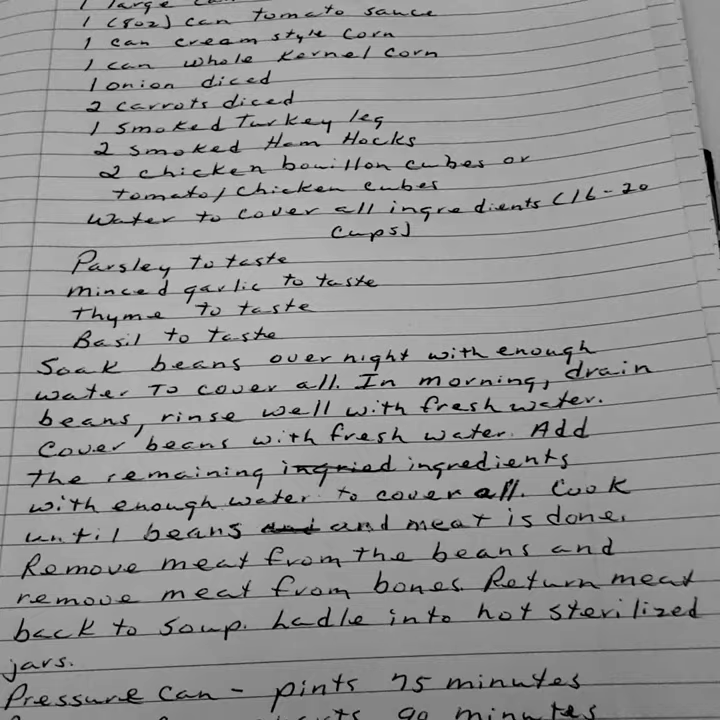 1 large
1 (8oz) can tomato sauce
1 can cream style corn
1 can whole kernel corn
1 onion diced
2 carrots diced
1 smoked Turkey leg
2 smoked Ham Hocks
2 chicken bouillon cubes or
tomato/chicken cubes
Water to cover all ingredients (16-20
cups)
Parsley to taste
minced garlic to taste
thyme to taste
Basil to taste
Soak beans over night with enough
water To cover all. In morning, drain
beans, rinse well with fresh water.
Cover beans with fresh water. Add
the remaining ingried ingredients
with enough water to cover all. Cook
until beans and and meat is done.
Remove meat from the beans and
remove meat from bones. Return meat
back to soup. hadle into hot sterilized
jars.
Pressure Can - pints 75 minutes
90 minutes